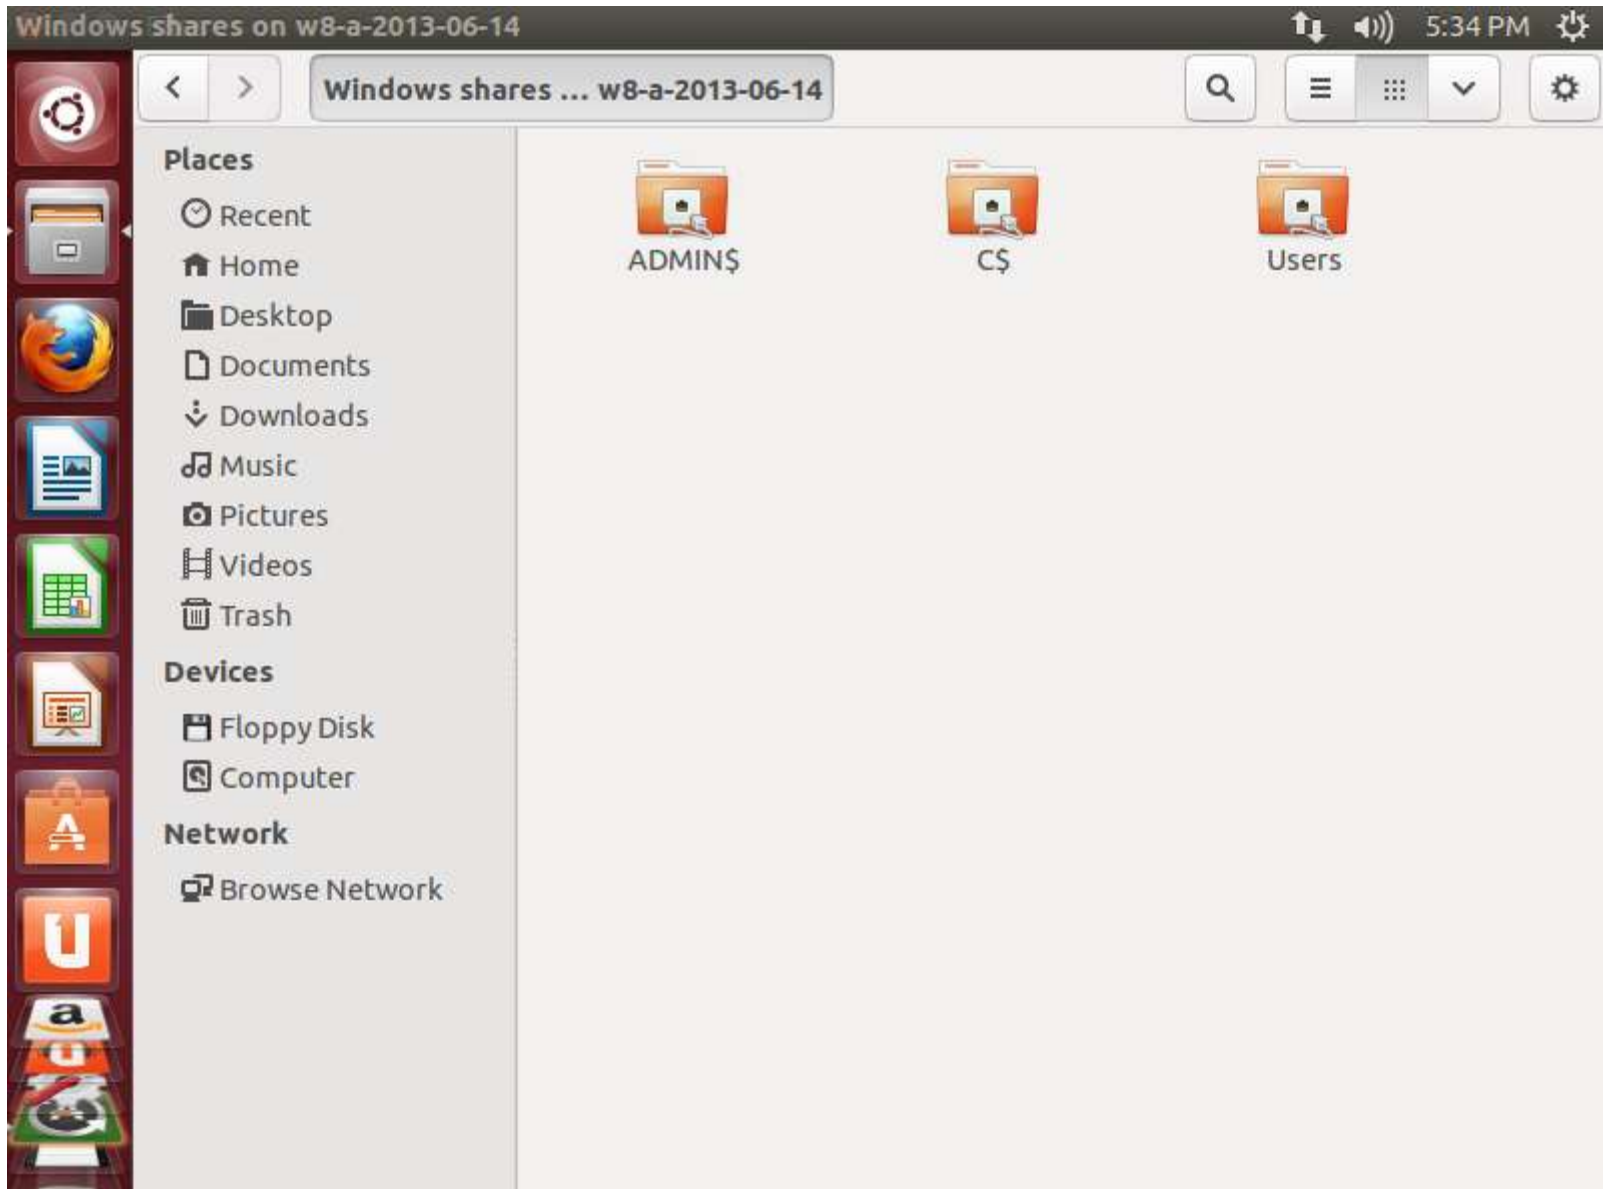 Windows shares on w8-a-2013-06-14
5:34 PM
Windows shares ... w8-a-2013-06-14
Places
Recent
Home
Desktop
Documents
Downloads
Music
Pictures
Videos
Trash
Devices
Floppy Disk
Computer
Network
Browse Network
ADMIN$
C$
Users